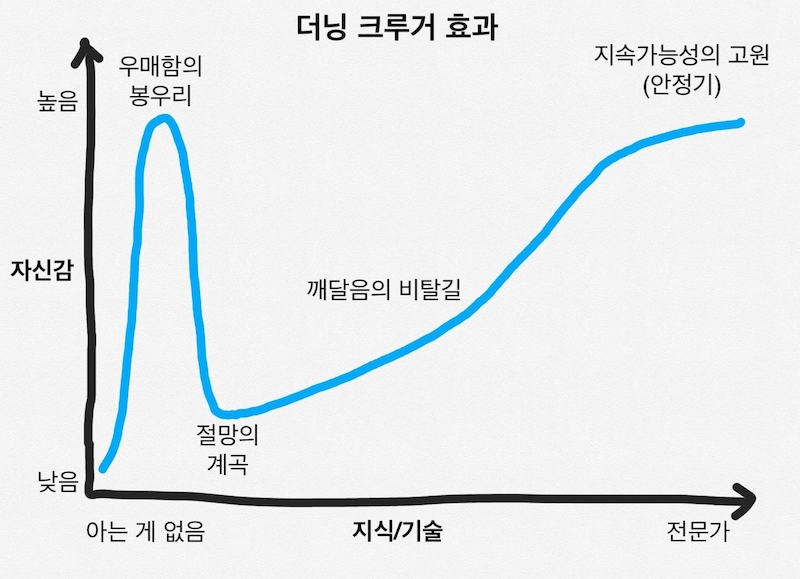 더닝 크루거 효과
우매함의
봉우리
지속가능성의 고원
(안정기)
높음
자신감
깨달음의 비탈길
절망의
계곡
낮음
아는 게 없음
지식/기술
전문가